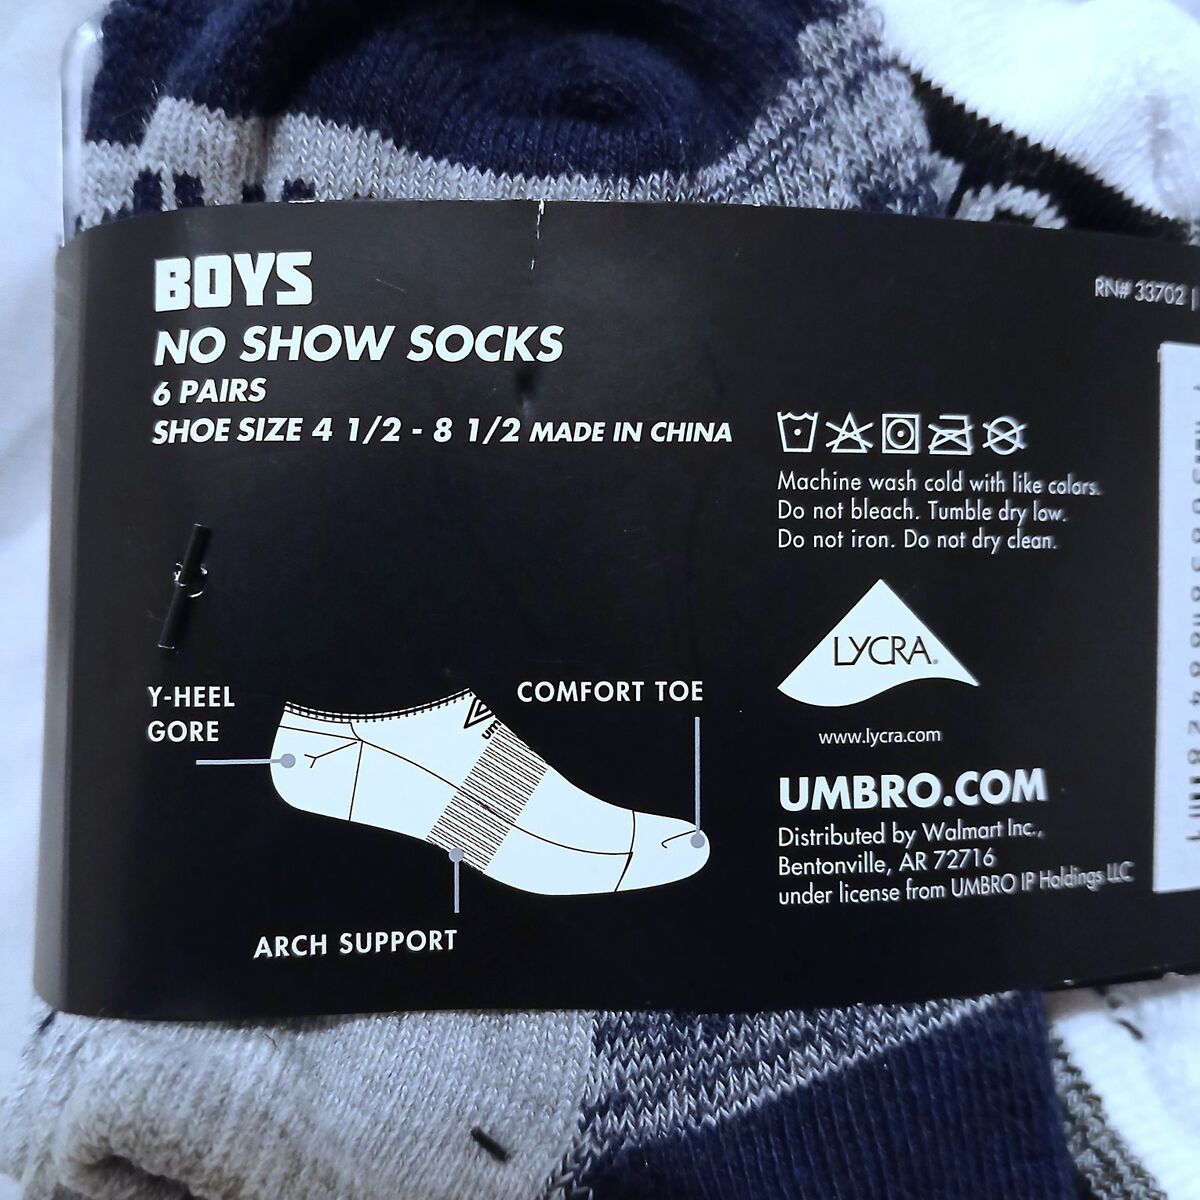 BOYS
NO SHOW SOCKS
6 PAIRS
SHOE SIZE 4 1/2 - 8 1/2 MADE IN CHINA
RN# 33702
Machine wash cold with like colors.
Do not bleach. Tumble dry low.
Do not iron. Do not dry clean.
LYCRA®
www.lycra.com
Y-HEEL
GORE
COMFORT TOE
um
ARCH SUPPORT
UMBRO.COM
Distributed by Walmart Inc.,
Bentonville, AR 72716
under license from UMBRO IP Holdings LLC